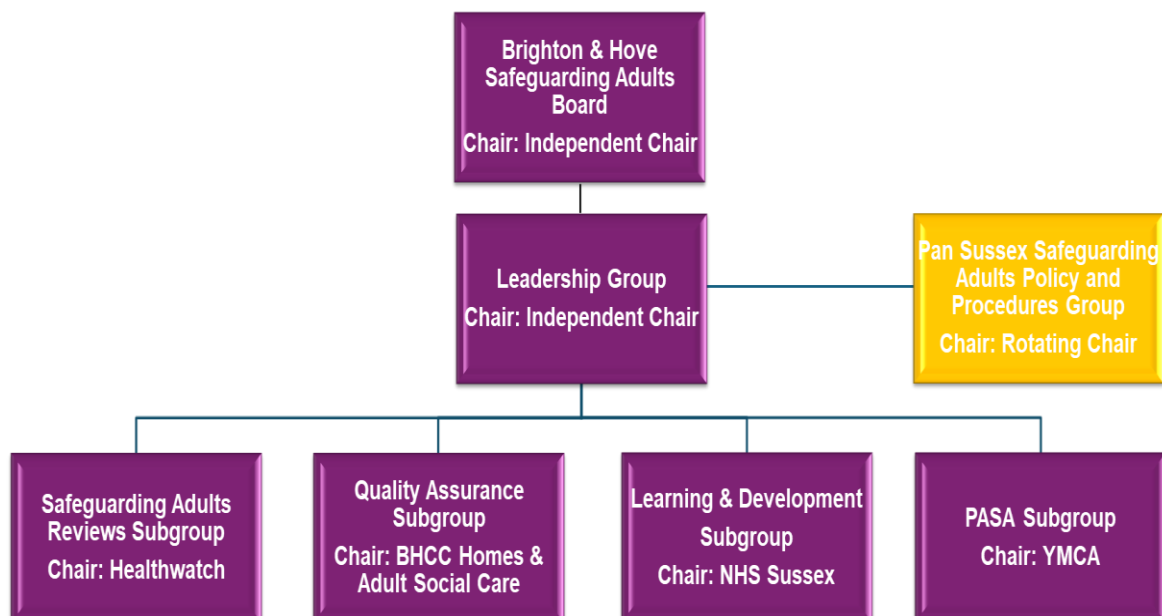 Brighton & Hove
Safeguarding Adults
Board
Chair: Independent Chair
Leadership Group
Chair: Independent Chair
Pan Sussex Safeguarding
Adults Policy and
Procedures Group
Chair: Rotating Chair
Safeguarding Adults
Reviews Subgroup
Chair: Healthwatch
Quality Assurance
Subgroup
Chair: BHCC Homes &
Adult Social Care
Learning & Development
Subgroup
Chair: NHS Sussex
PASA Subgroup
Chair: YMCA